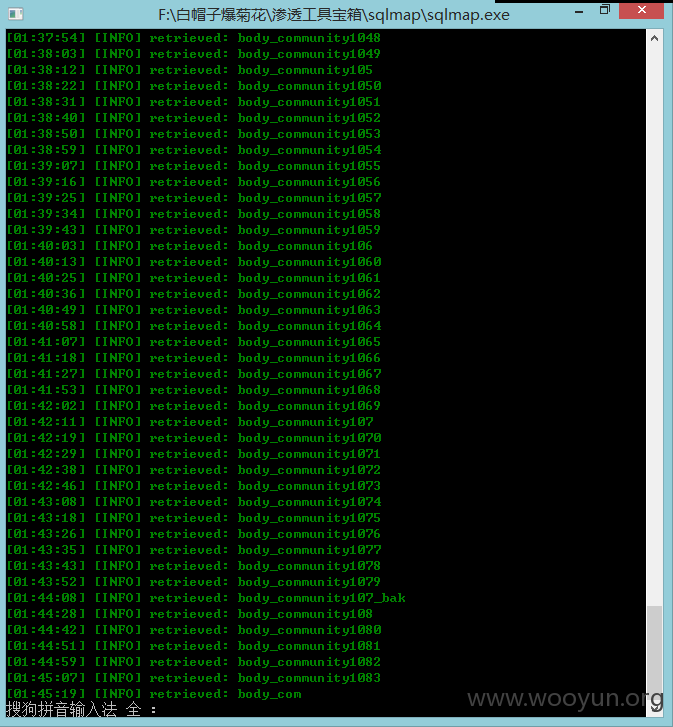 F:\白帽子爆菊花\渗透工具宝箱\sqlmap\sqlmap.exe
[01:37:54] [INFO] retrieved: body_community1048
[01:38:03] [INFO] retrieved: body_community1049
[01:38:12] [INFO] retrieved: body_community105
[01:38:22] [INFO] retrieved: body_community1050
[01:38:31] [INFO] retrieved: body_community1051
[01:38:40] [INFO] retrieved: body_community1052
[01:38:50] [INFO] retrieved: body_community1053
[01:38:59] [INFO] retrieved: body_community1054
[01:39:07] [INFO] retrieved: body_community1055
[01:39:16] [INFO] retrieved: body_community1056
[01:39:25] [INFO] retrieved: body_community1057
[01:39:34] [INFO] retrieved: body_community1058
[01:39:43] [INFO] retrieved: body_community1059
[01:40:03] [INFO] retrieved: body_community106
[01:40:13] [INFO] retrieved: body_community1060
[01:40:25] [INFO] retrieved: body_community1061
[01:40:36] [INFO] retrieved: body_community1062
[01:40:49] [INFO] retrieved: body_community1063
[01:40:58] [INFO] retrieved: body_community1064
[01:41:07] [INFO] retrieved: body_community1065
[01:41:18] [INFO] retrieved: body_community1066
[01:41:27] [INFO] retrieved: body_community1067
[01:41:53] [INFO] retrieved: body_community1068
[01:42:02] [INFO] retrieved: body_community1069
[01:42:11] [INFO] retrieved: body_community107
[01:42:19] [INFO] retrieved: body_community1070
[01:42:29] [INFO] retrieved: body_community1071
[01:42:38] [INFO] retrieved: body_community1072
[01:42:46] [INFO] retrieved: body_community1073
[01:43:08] [INFO] retrieved: body_community1074
[01:43:18] [INFO] retrieved: body_community1075
[01:43:26] [INFO] retrieved: body_community1076
[01:43:35] [INFO] retrieved: body_community1077
[01:43:43] [INFO] retrieved: body_community1078
[01:43:52] [INFO] retrieved: body_community1079
[01:44:08] [INFO] retrieved: body_community107_bak
[01:44:28] [INFO] retrieved: body_community108
[01:44:42] [INFO] retrieved: body_community1080
[01:44:51] [INFO] retrieved: body_community1081
[01:44:59] [INFO] retrieved: body_community1082
[01:45:07] [INFO] retrieved: body_community1083
[01:45:19] [INFO] retrieved: body_com
搜狗拼音输入法 全 :
www.wooyun.org